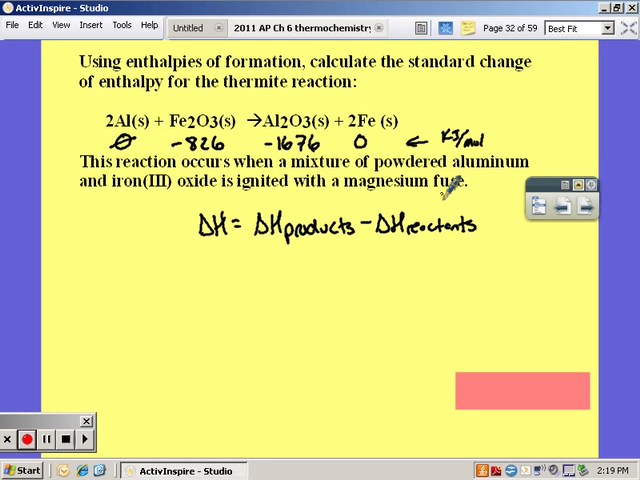 ActivInspire - Studio
File Edit View Tools Insert Help Untitled 2011 AP Ch 6 thermochemistry Page 32 of 59 Best Fit
Using enthalpies of formation, calculate the standard change
of enthalpy for the thermite reaction:
2Al(s) + Fe2O3(s) →Al2O3(s) + 2Fe (s)
0 -826 -1676 0 ← KJ/mol
This reaction occurs when a mixture of powdered aluminum
and iron(III) oxide is ignited with a magnesium fuse.
ΔH = ΔHproducts - ΔHreactants
Start ActivInspire - Studio 2:19 PM